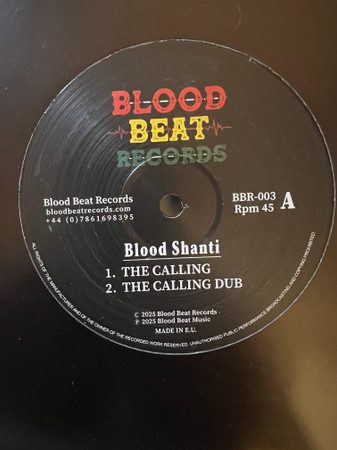 BLOOD
BEAT
RECORDS
Blood Beat Records
bloodbeatrecords.com
+44 (0)7861698395
BBR-003
Rpm 45
A
Blood Shanti
1. THE CALLING
2. THE CALLING DUB
© 2025 Blood Beat Records
℗ 2025 Blood Beat Music
MADE IN E.U.
ALL RIGHTS OF THE MANUFACTURER AND OF THE OWNER OF THE RECORDED WORK RESERVED. UNAUTHORISED PUBLIC PERFORMANCE BROADCASTING AND COPYING PROHIBITED